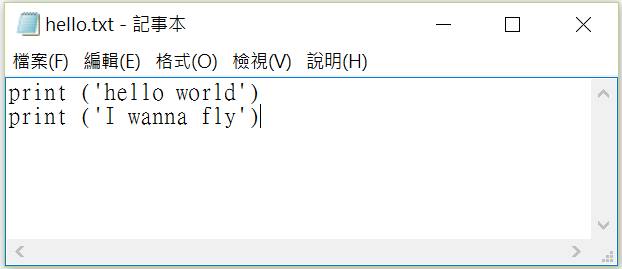 hello.txt - 記事本
檔案(F) 編輯(E) 格式(O) 檢視(V) 說明(H)
print ('hello world')
print ('I wanna fly')